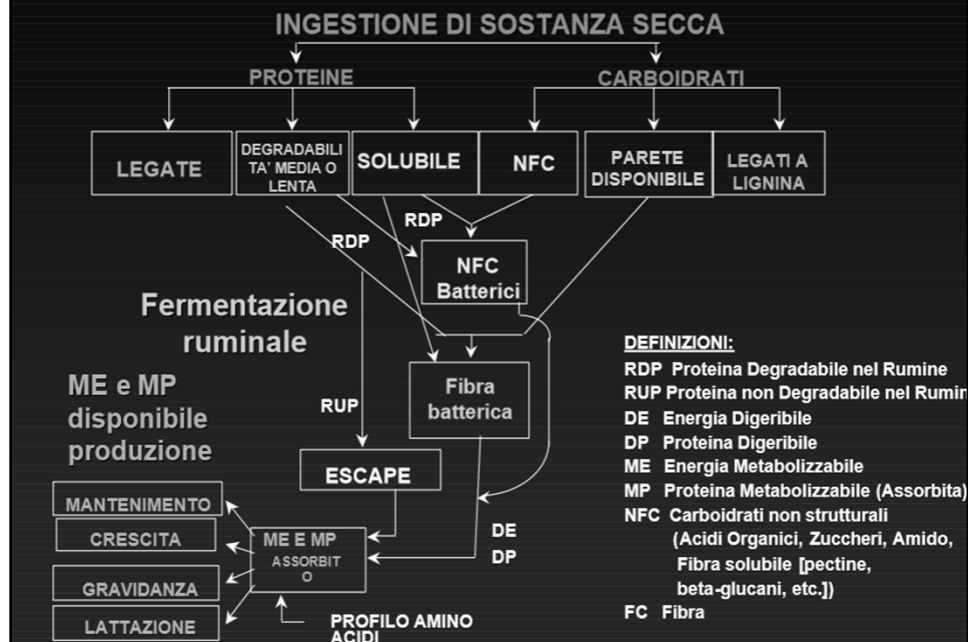 INGESTIONE DI SOSTANZA SECCA
PROTEINE
CARBOIDRATI
LEGATE
DEGRADABILI
TA' MEDIA O
LENTA
SOLUBILE
NFC
PARETE
DISPONIBILE
LEGATI A
LIGNINA
RDP
RDP
NFC
Batterici
Fermentazione
ruminale
ME e MP
disponibile
produzione
RUP
Fibra
batterica
ESCAPE
MANTENIMENTO
CRESCITA
GRAVIDANZA
LATTAZIONE
ME E MP
ASSORBIT
O
DE
DP
PROFILO AMINO
ACIDI
DEFINIZIONI:
RDP Proteina Degradabile nel Rumine
RUP Proteina non Degradabile nel Rumin
DE Energia Digeribile
DP Proteina Digeribile
ME Energia Metabolizzabile
MP Proteina Metabolizzabile (Assorbita)
NFC Carboidrati non strutturali
(Acidi Organici, Zuccheri, Amido,
Fibra solubile [pectine,
beta-glucani, etc.])
FC Fibra